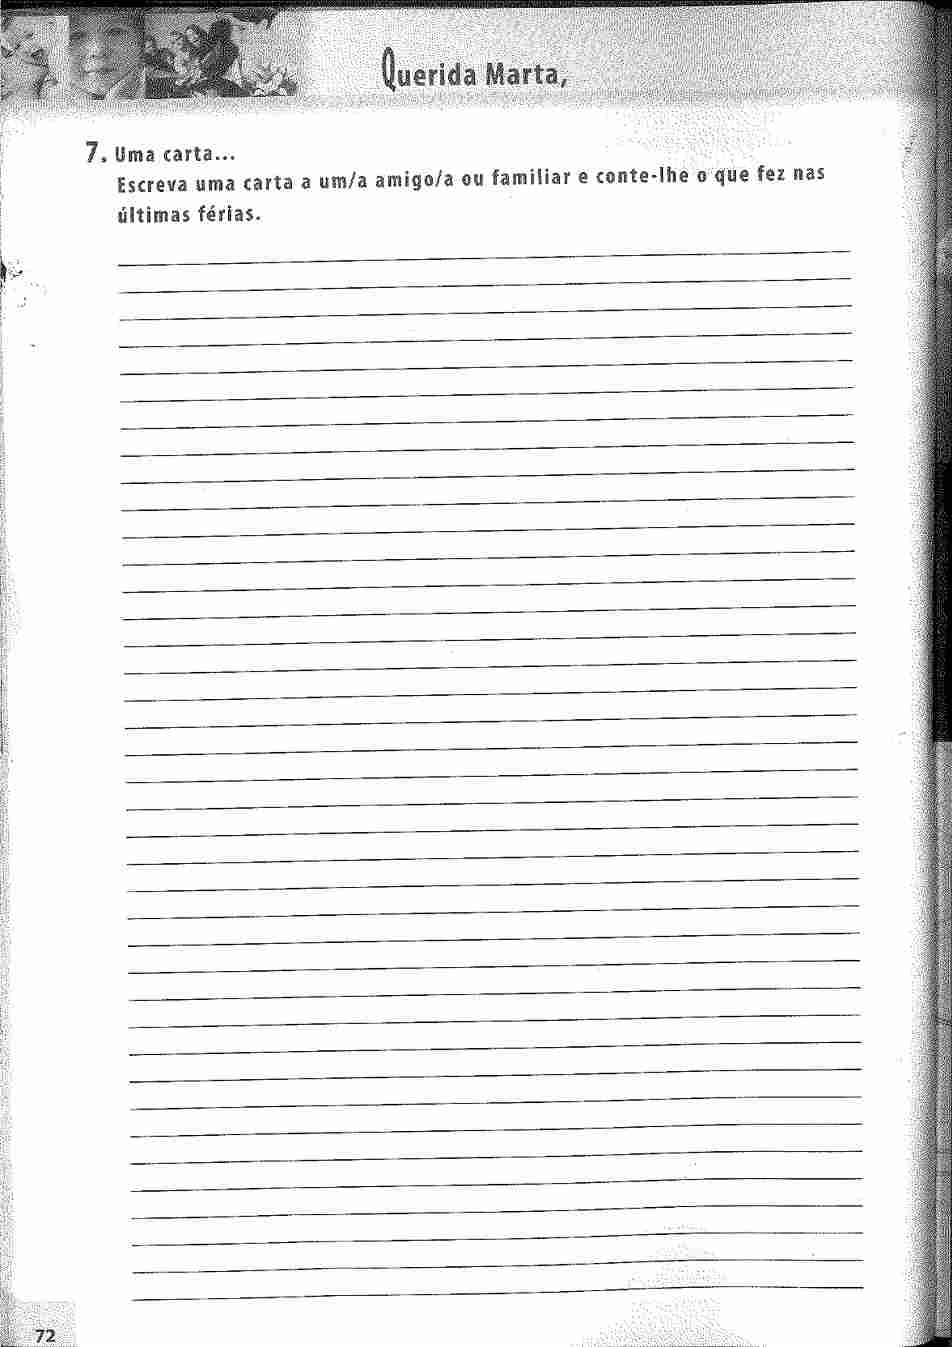 Querida Marta,
7. Uma carta...
Escreva uma carta a um/a amigo/a ou familiar e conte-lhe o que fez nas
últimas férias.
72